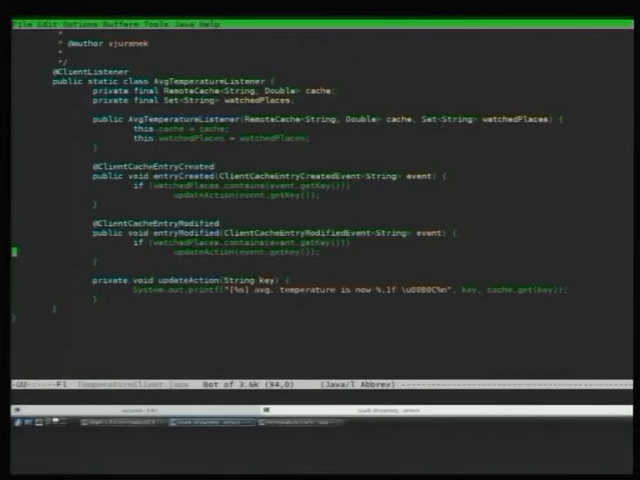 File Edit Options Buffers Tools Java Help
*
* @author vjuranek
*
*/
@ClientListener
public static class AvgTemperatureListener {
private final RemoteCache<String, Double> cache;
private final Set<String> watchedPlaces;
public AvgTemperatureListener(RemoteCache<String, Double> cache, Set<String> watchedPlaces) {
this.cache = cache;
this.watchedPlaces = watchedPlaces;
}
@ClientCacheEntryCreated
public void entryCreated(ClientCacheEntryCreatedEvent<String> event) {
if (watchedPlaces.contains(event.getKey()))
updateAction(event.getKey());
}
@ClientCacheEntryModified
public void entryModified(ClientCacheEntryModifiedEvent<String> event) {
if (watchedPlaces.contains(event.getKey()))
updateAction(event.getKey());
}
private void updateAction(String key) {
System.out.printf("[%s] avg. temperature is now %.1f \u00B0C%n", key, cache.get(key));
}
}
}
-UU-:----F1 TemperatureClient.java Bot of 3.6k (94,0) (Java/l Abbrev)